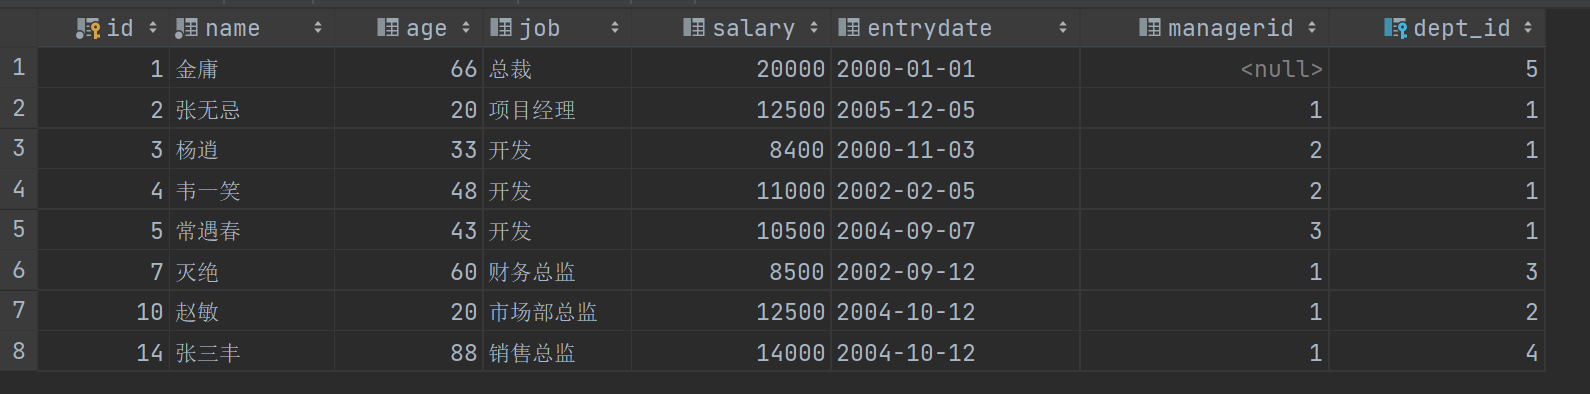 id name age job salary entrydate managerid dept_id
1 1 金庸 66 总裁 20000 2000-01-01 <null> 5
2 2 张无忌 20 项目经理 12500 2005-12-05 1 1
3 3 杨逍 33 开发 8400 2000-11-03 2 1
4 4 韦一笑 48 开发 11000 2002-02-05 2 1
5 5 常遇春 43 开发 10500 2004-09-07 3 1
6 7 灭绝 60 财务总监 8500 2002-09-12 1 3
7 10 赵敏 20 市场部总监 12500 2004-10-12 1 2
8 14 张三丰 88 销售总监 14000 2004-10-12 1 4